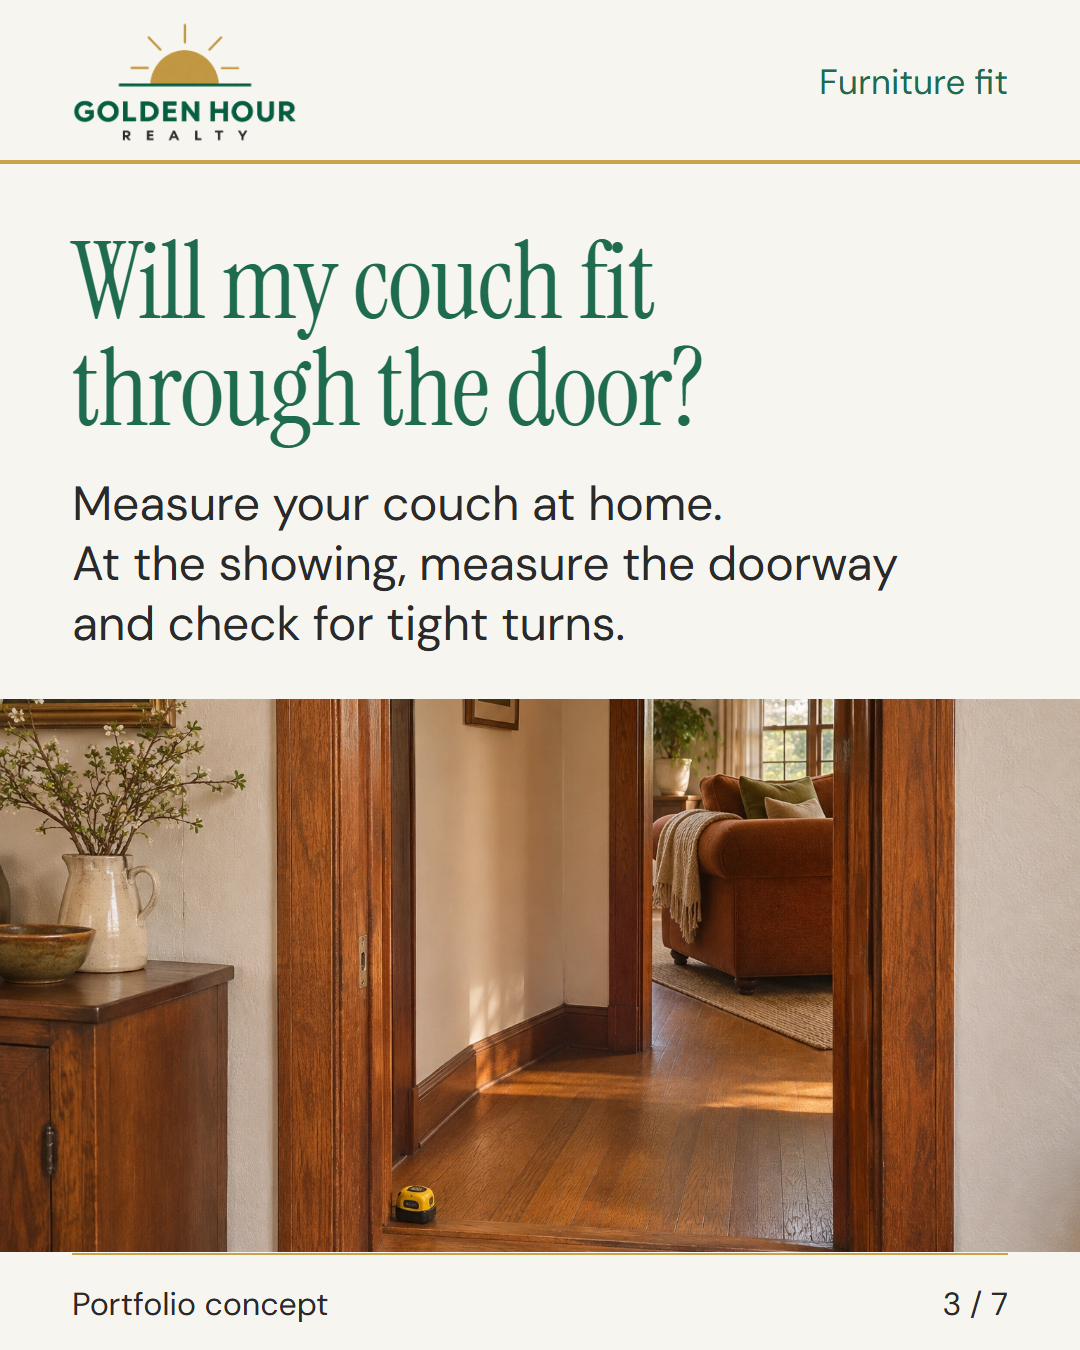 GOLDEN HOUR
REALTY
Furniture fit
Will my couch fit
through the door?
Measure your couch at home.
At the showing, measure the doorway
and check for tight turns.
Portfolio concept
3 / 7